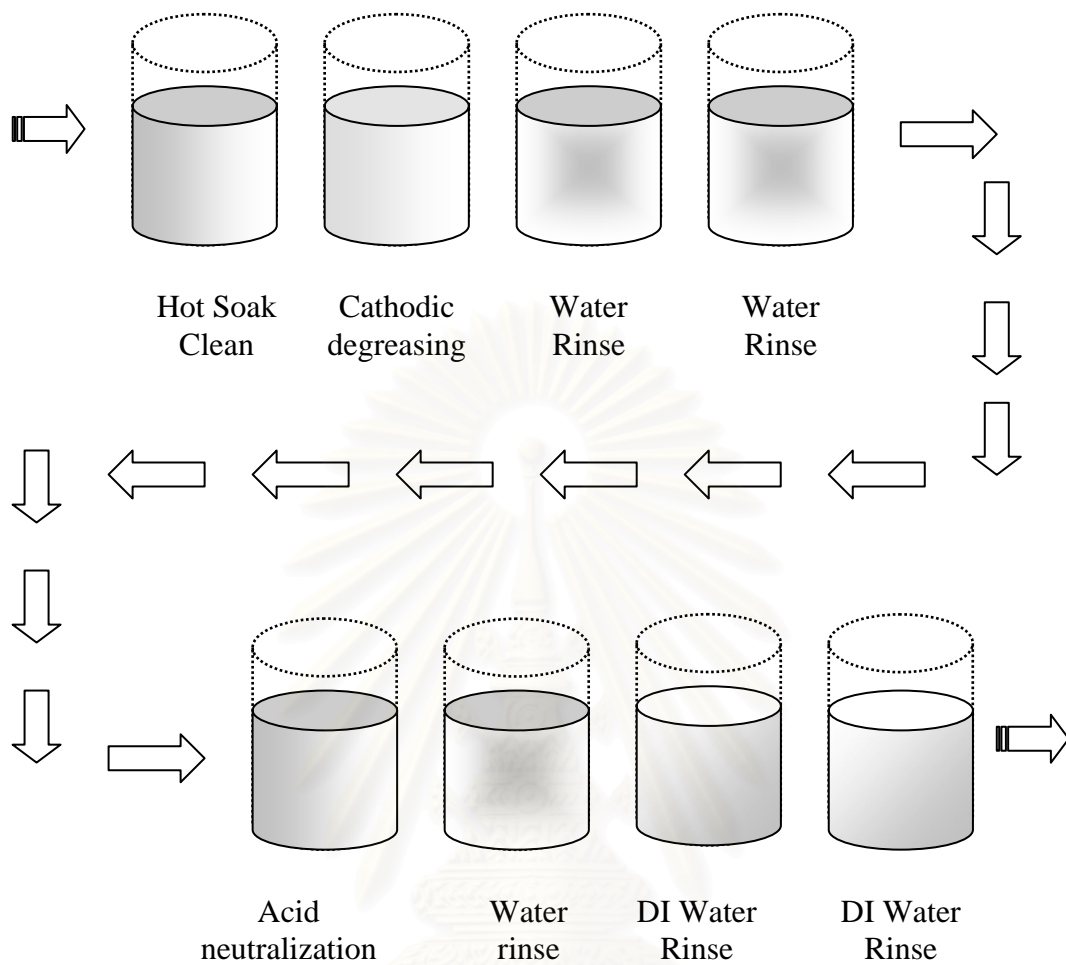 Hot Soak Clean
Cathodic degreasing
Water Rinse
Water Rinse
Acid neutralization
Water rinse
DI Water Rinse
DI Water Rinse